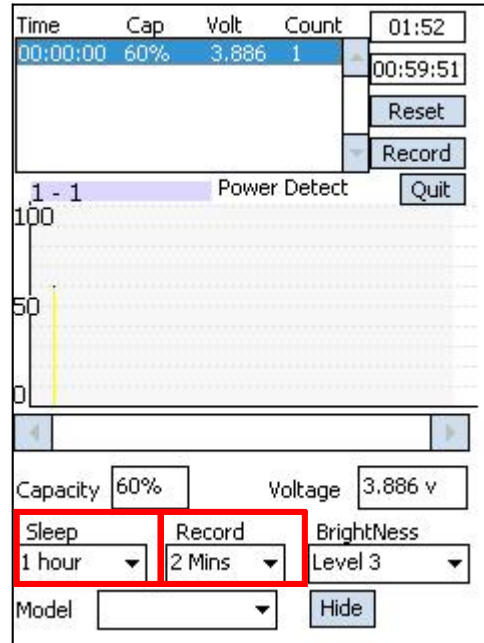 Time Cap Volt Count 01:52
00:00:00 60% 3.886 1
00:59:51
Reset
Record
1 - 1 Power Detect Quit
100
50
0
Capacity 60% Voltage 3.886 v
Sleep Record BrightNess
1 hour 2 Mins Level 3
Model Hide